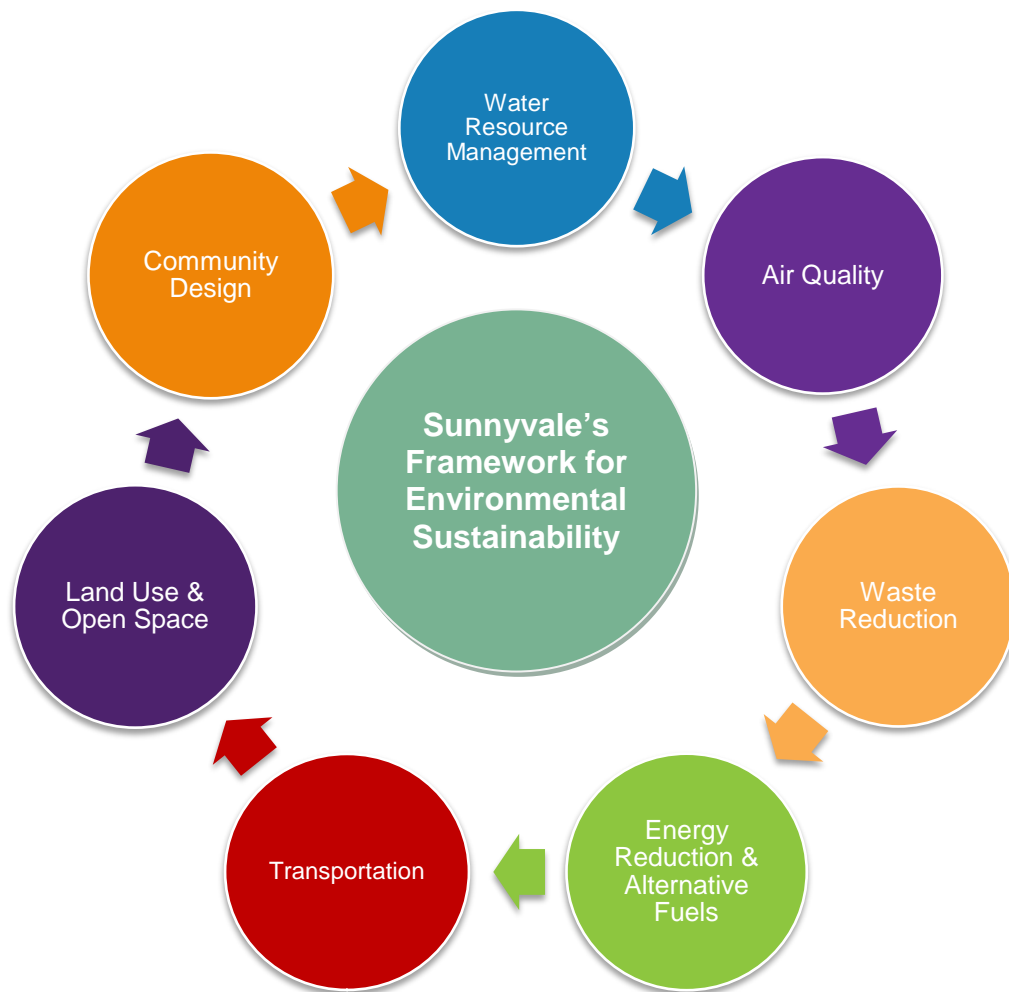 Water
Resource
Management
Air Quality
Waste
Reduction
Energy
Reduction &
Alternative
Fuels
Transportation
Land Use &
Open Space
Community
Design
Sunnyvale’s
Framework for
Environmental
Sustainability